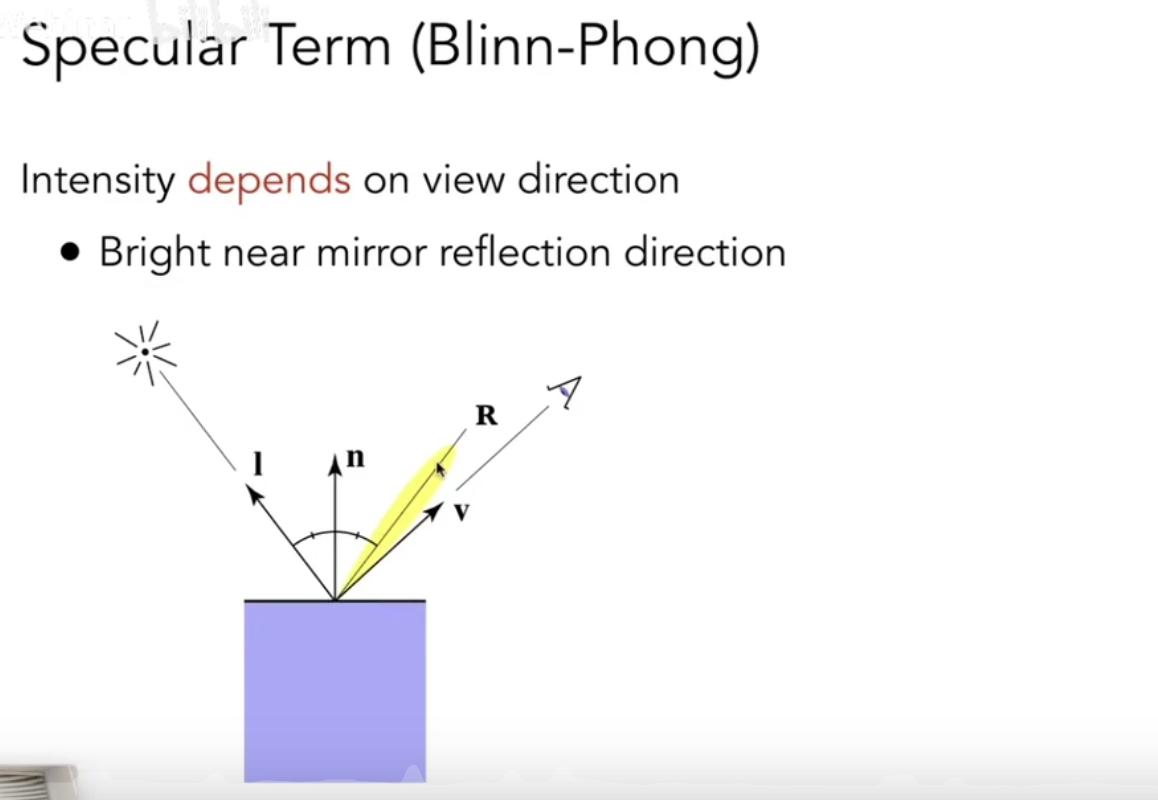 Specular Term (Blinn-Phong)
Intensity depends on view direction
• Bright near mirror reflection direction
R
l
n
v